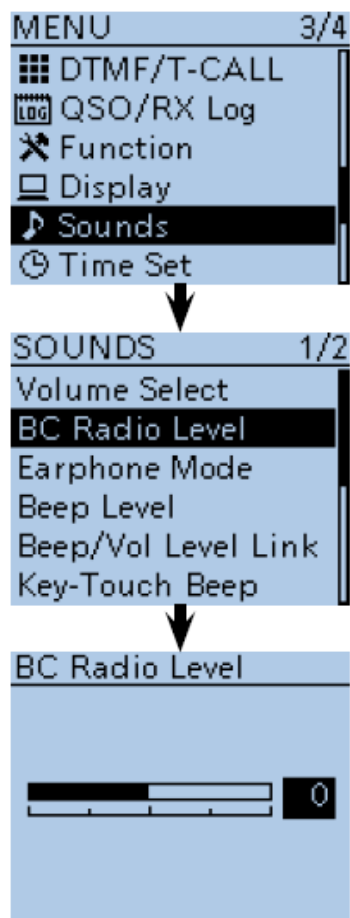 MENU 3/4
DTMF/T-CALL
LOG QSO/RX Log
Function
Display
Sounds
Time Set
SOUNDS 1/2
Volume Select
BC Radio Level
Earphone Mode
Beep Level
Beep/Vol Level Link
Key-Touch Beep
BC Radio Level
0